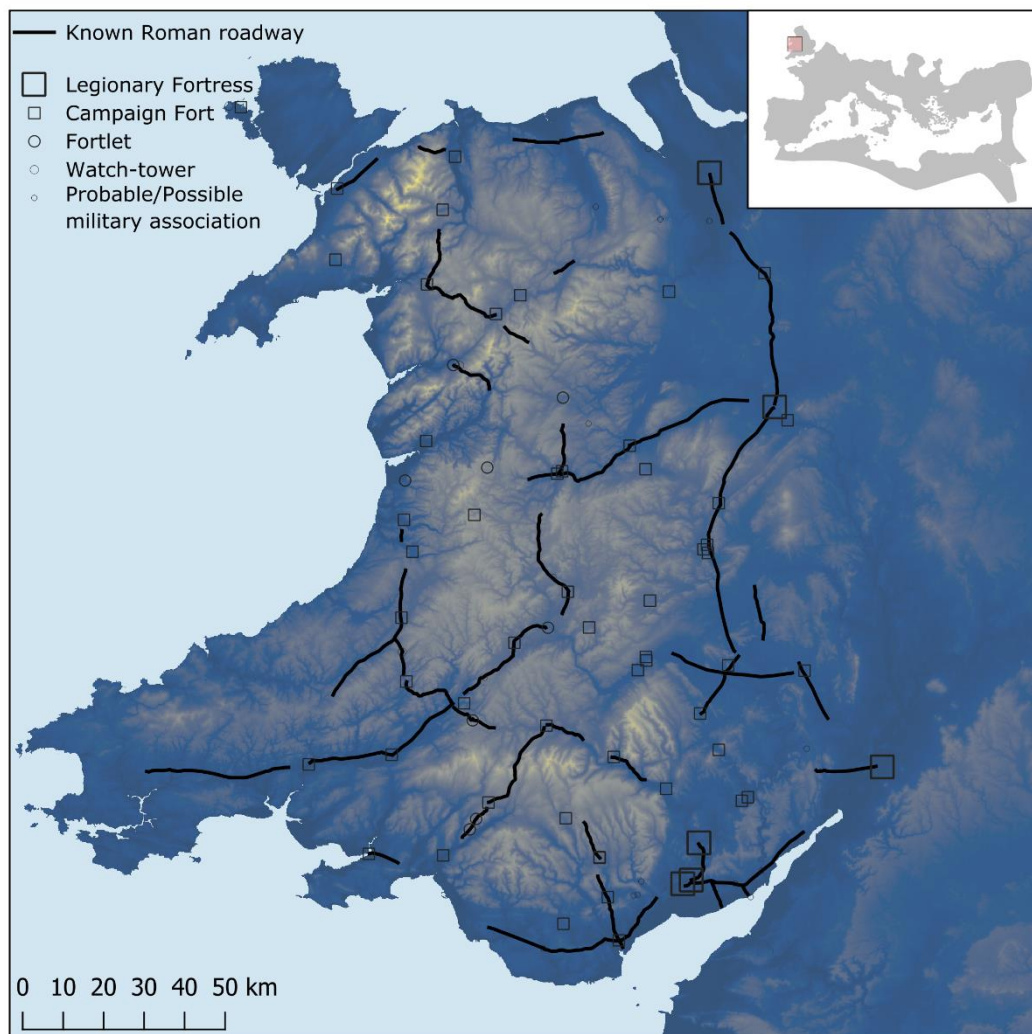 Known Roman roadway
Legionary Fortress
Campaign Fort
Fortlet
Watch-tower
Probable/Possible
military association
0 10 20 30 40 50 km